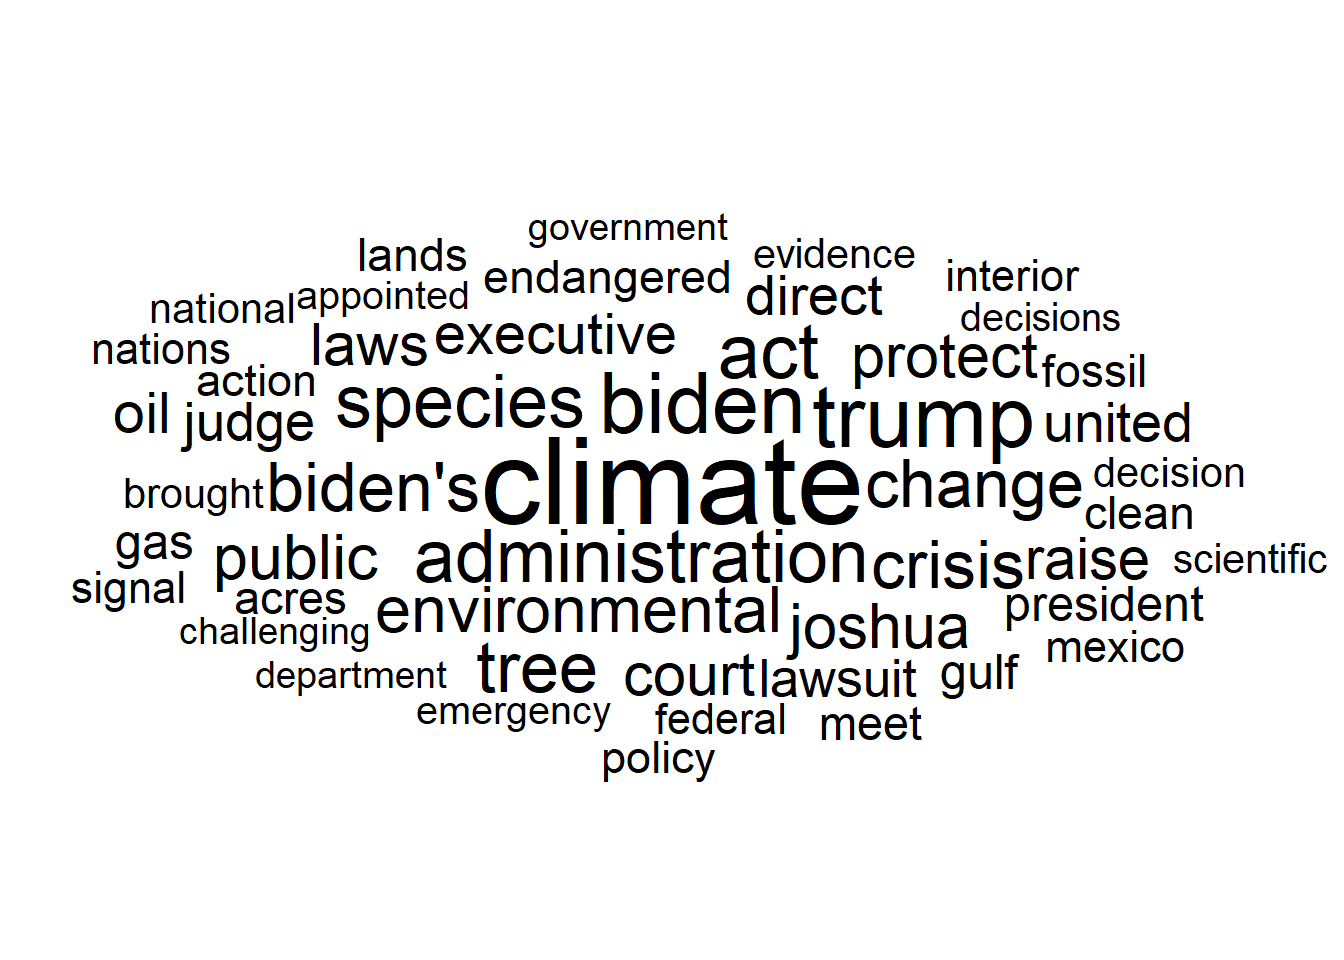 government
lands endangered evidence interior
national appointed direct decisions
nations laws executive act protect fossil
action species biden trump united
oil judge
brought biden's climate change decision
clean
gas public administration crisis raise scientific
signal acres environmental joshua president
challenging mexico
department tree court lawsuit gulf
emergency federal meet
policy